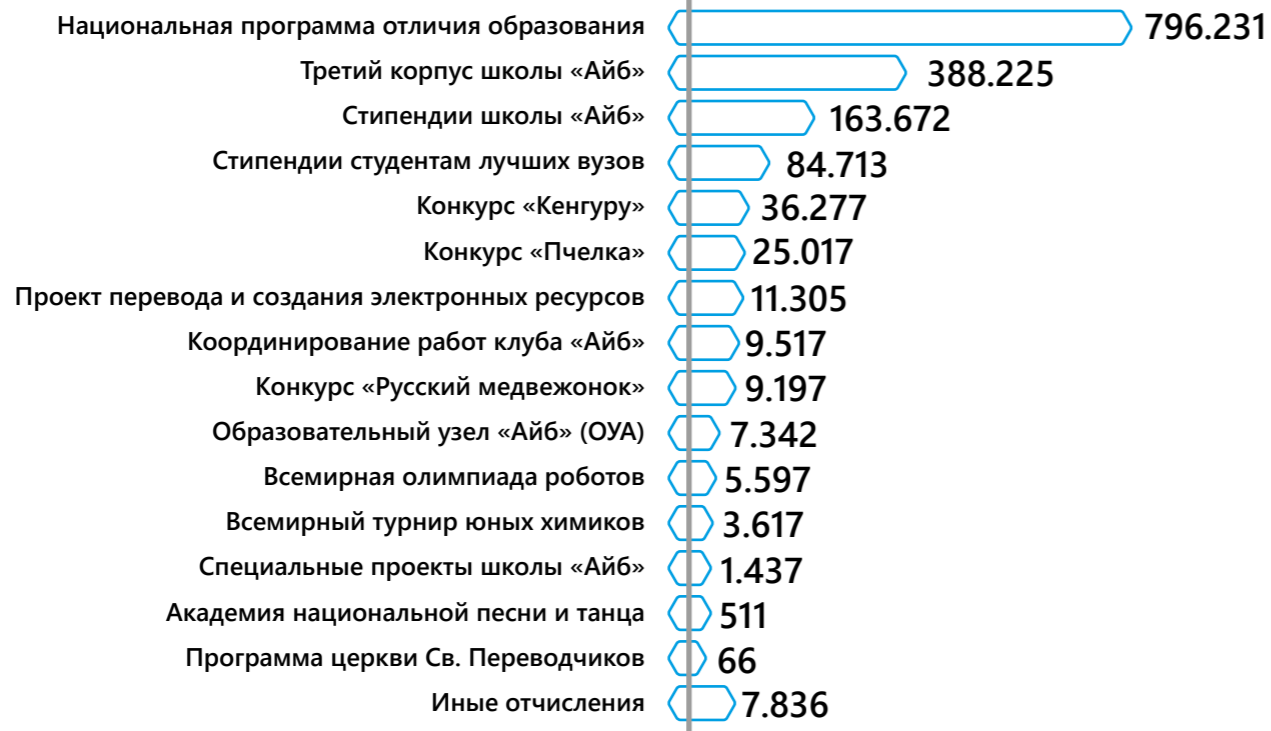 Национальная программа отличия образования 796.231
Третий корпус школы «Айб» 388.225
Стипендии школы «Айб» 163.672
Стипендии студентам лучших вузов 84.713
Конкурс «Кенгуру» 36.277
Конкурс «Пчелка» 25.017
Проект перевода и создания электронных ресурсов 11.305
Координирование работ клуба «Айб» 9.517
Конкурс «Русский медвежонок» 9.197
Образовательный узел «Айб» (ОУА) 7.342
Всемирная олимпиада роботов 5.597
Всемирный турнир юных химиков 3.617
Специальные проекты школы «Айб» 1.437
Академия национальной песни и танца 511
Программа церкви Св. Переводчиков 66
Иные отчисления 7.836